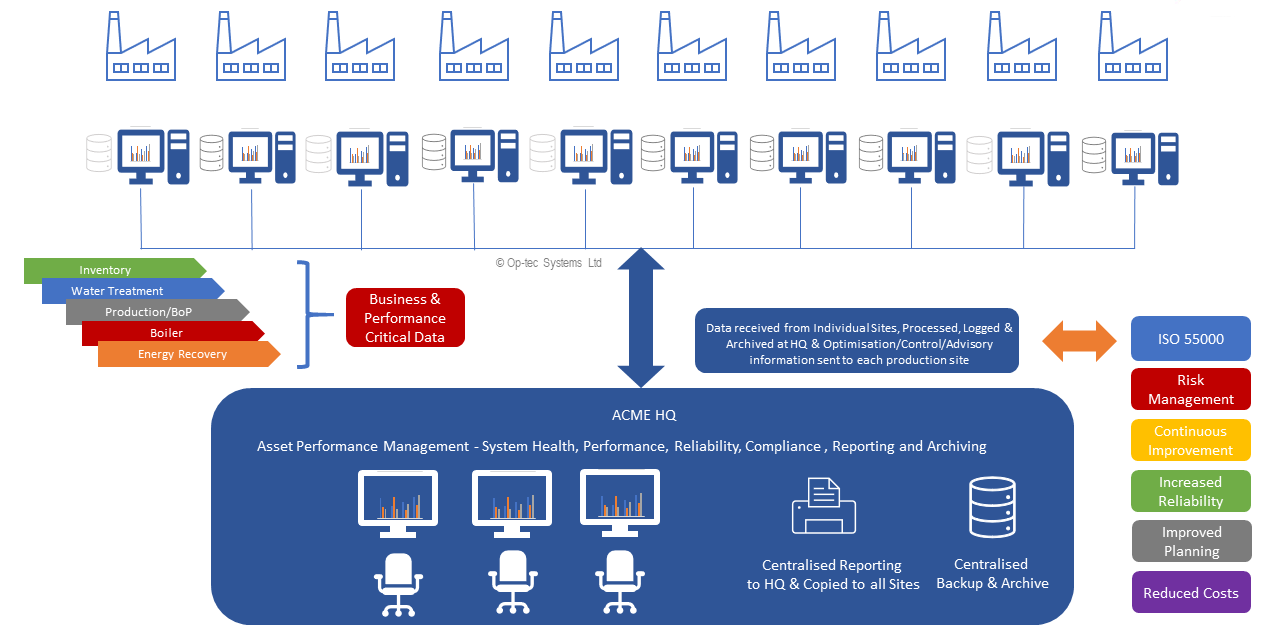 © Op-tec Systems Ltd
Inventory
Water Treatment
Production/BoP
Boiler
Energy Recovery
Business &
Performance
Critical Data
Data received from Individual Sites, Processed, Logged &
Archived at HQ & Optimisation/Control/Advisory
information sent to each production site
ISO 55000
Risk
Management
Continuous
Improvement
Increased
Reliability
Improved
Planning
Reduced Costs
ACME HQ
Asset Performance Management - System Health, Performance, Reliability, Compliance , Reporting and Archiving
Centralised Reporting
to HQ & Copied to all Sites
Centralised
Backup & Archive